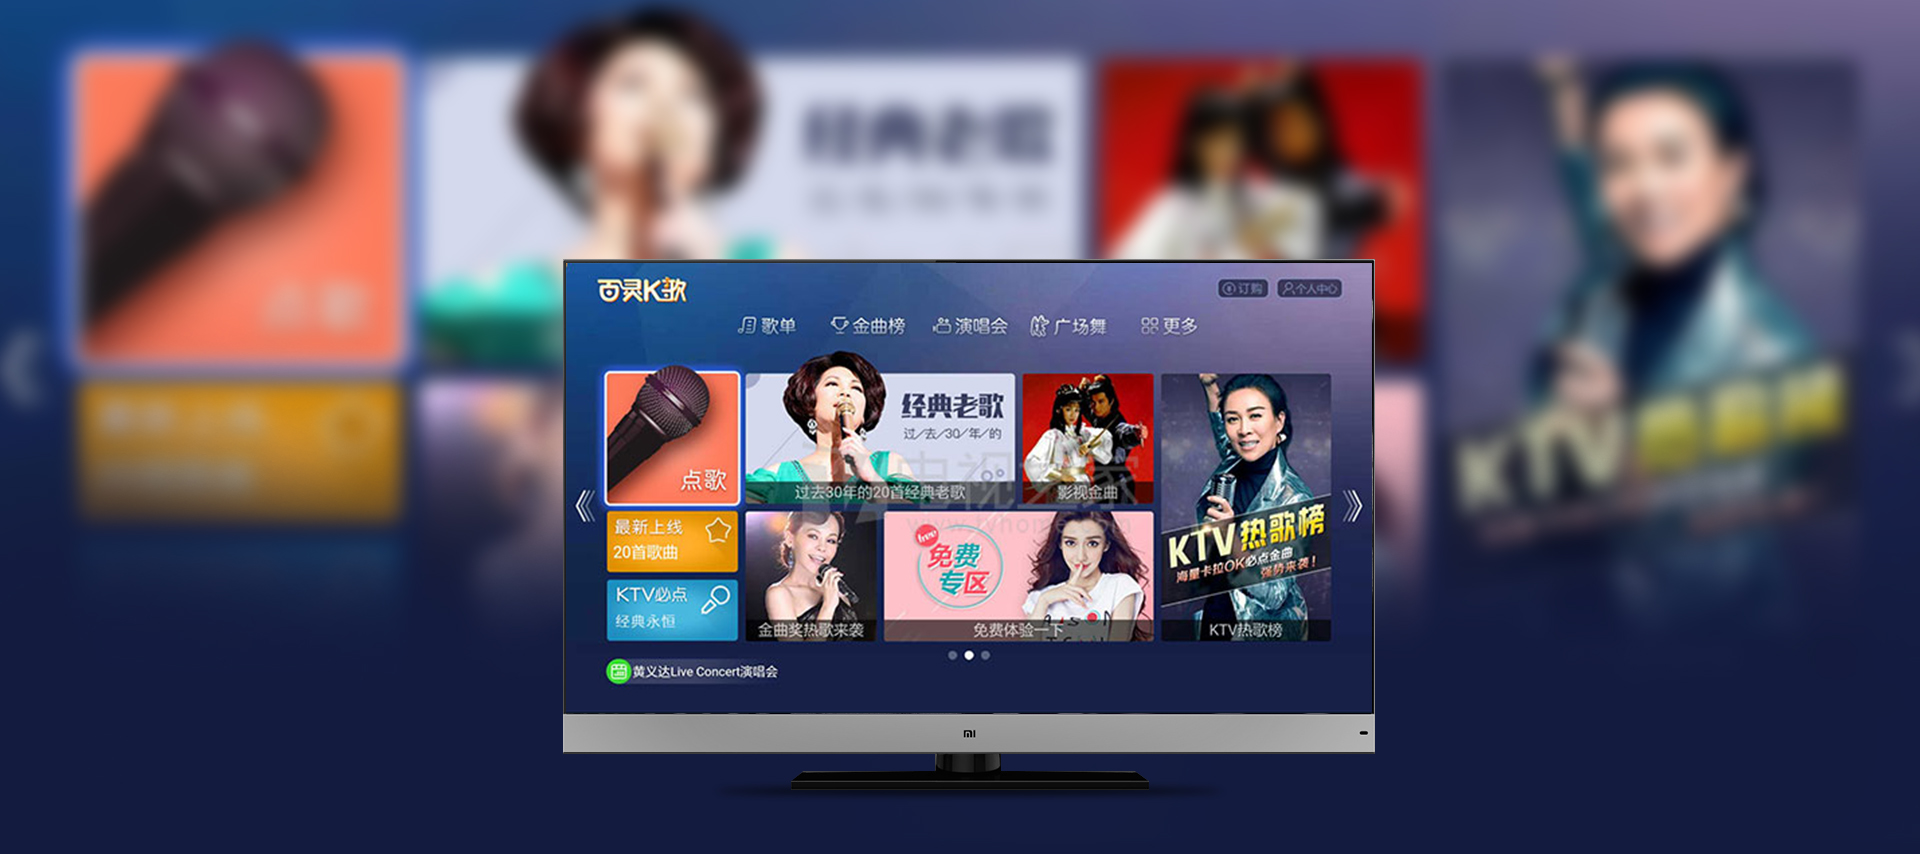 百灵K歌
订购
个人中心
歌单
金曲榜
演唱会
广场舞
更多
点歌
经典老歌
过/去/30/年/的
过去30年的20首经典老歌
影视金曲
最新上线
20首歌曲
KTV必点
经典永恒
金曲奖热歌来袭
free
免费
专区
免费体验一下
KTV热歌榜
海星卡拉OK必点金曲
强势来袭！
KTV热歌榜
黄义达Live Concert演唱会
电视之家
mi